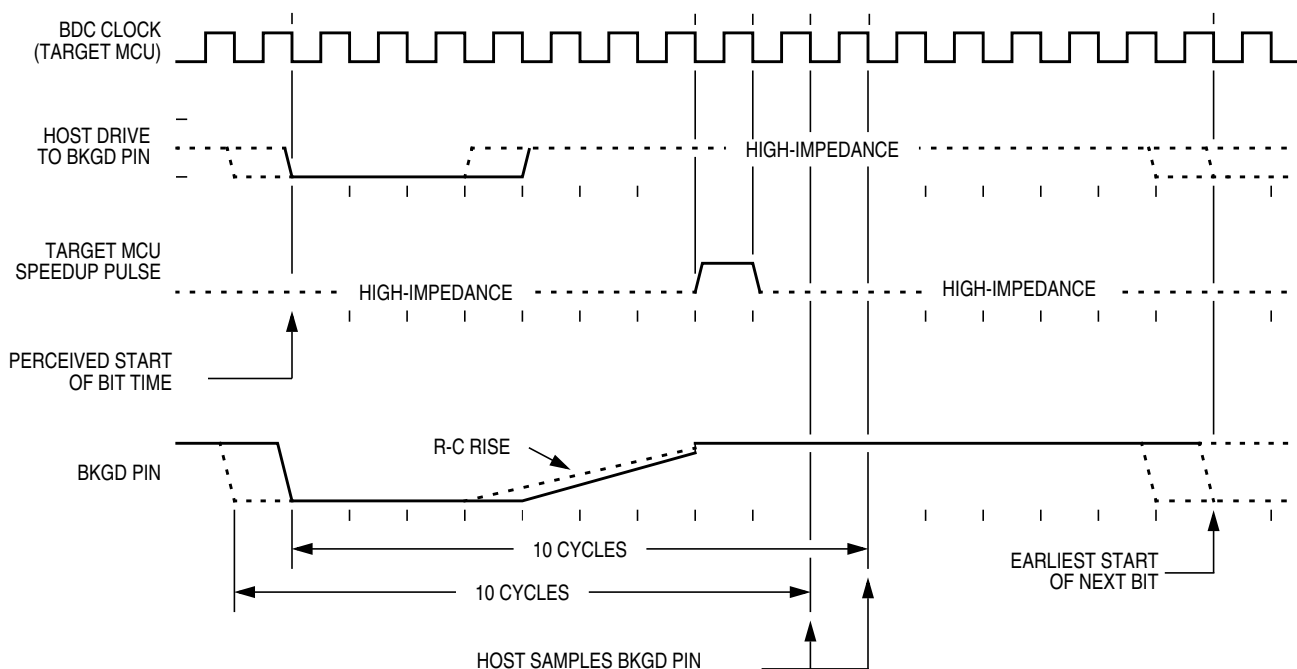 BDC CLOCK
(TARGET MCU)
HOST DRIVE
TO BKGD PIN
HIGH-IMPEDANCE
TARGET MCU
SPEEDUP PULSE
HIGH-IMPEDANCE
HIGH-IMPEDANCE
PERCEIVED START
OF BIT TIME
R-C RISE
BKGD PIN
10 CYCLES
EARLIEST START
OF NEXT BIT
10 CYCLES
HOST SAMPLES BKGD PIN